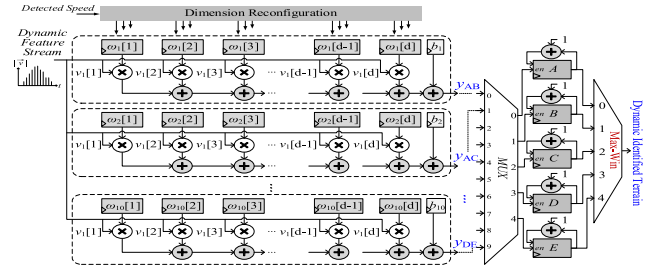 Detected Speed
Dimension Reconfiguration
Dynamic
Feature
Stream
|v|
t
ω₁[1] ω₁[2] ω₁[3] ω₁[d-1] ω₁[d] b₁
v₁[1] v₁[2] v₁[3] ... v₁[d-1] v₁[d]
...
y_AB
ω₂[1] ω₂[2] ω₂[3] ω₂[d-1] ω₂[d] b₂
v₁[1] v₁[2] v₁[3] ... v₁[d-1] v₁[d]
...
y_AC
ω₁₀[1] ω₁₀[2] ω₁₀[3] ω₁₀[d-1] ω₁₀[d] b₁₀
v₁[1] v₁[2] v₁[3] ... v₁[d-1] v₁[d]
...
y_DE
0
1
2
3
4
5
6
7
8
9
MUX
0
1
2
3
4
1
en A
1
en B
1
en C
1
en D
1
en E
0
1
2
3
4
Max-Win
Dynamic Identified Terrain